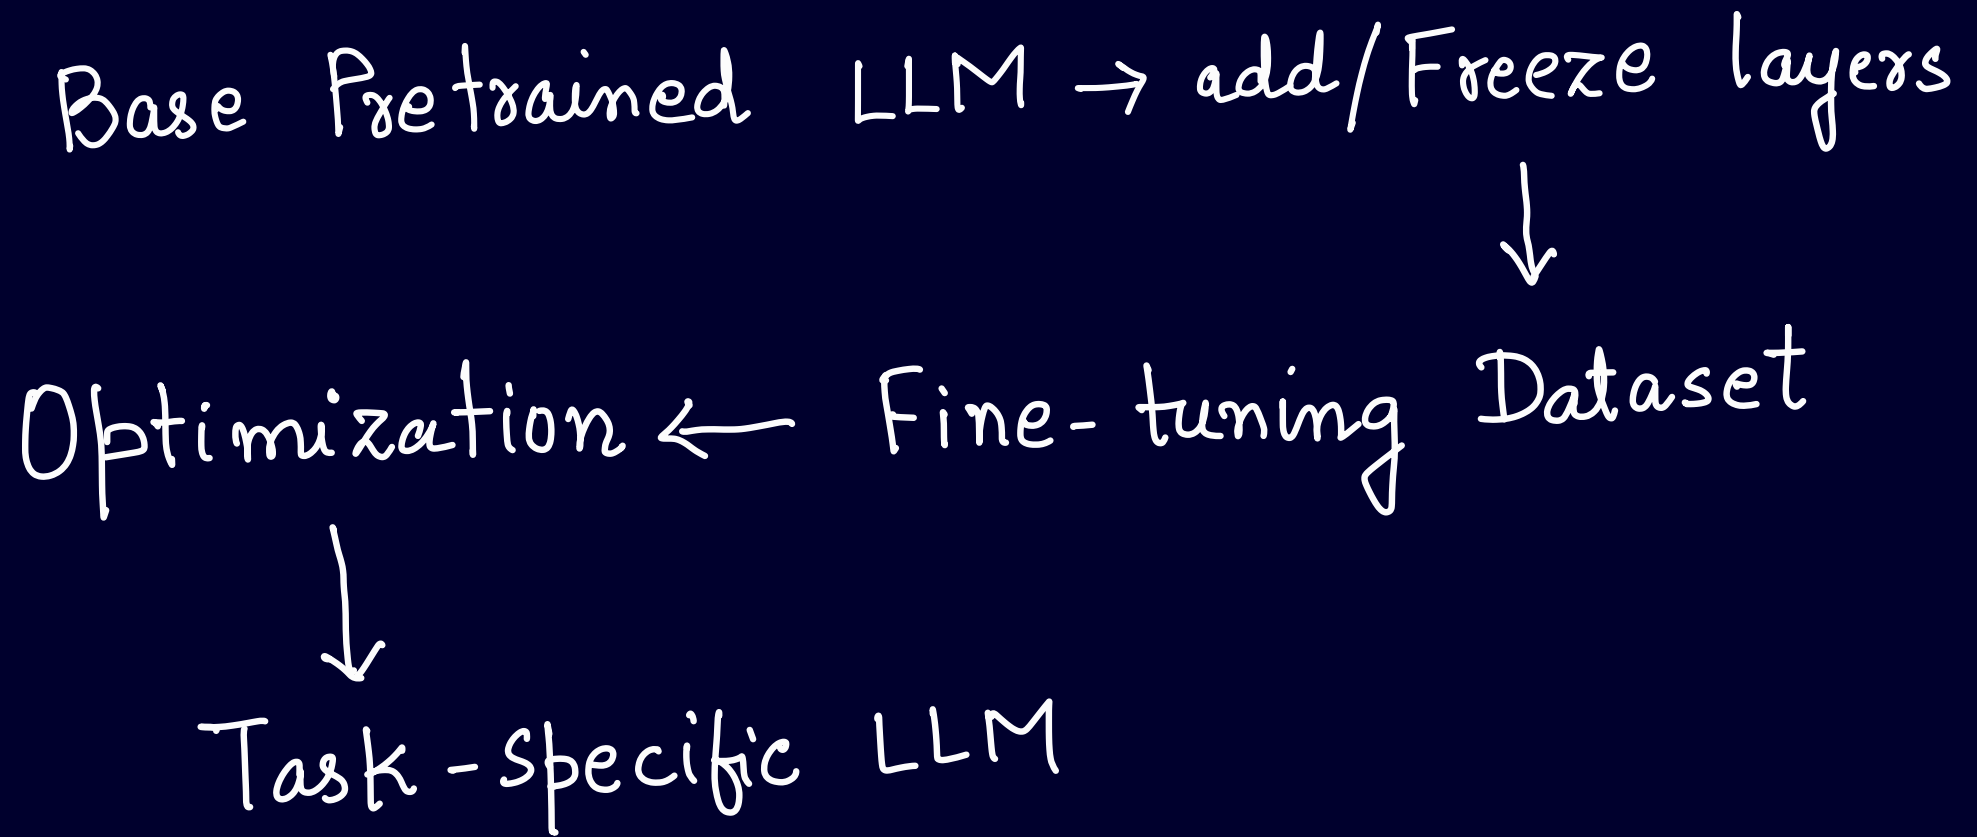 Base Pretrained LLM → add/Freeze layers
↓
Optimization ← Fine-tuning Dataset
↓
Task-specific LLM